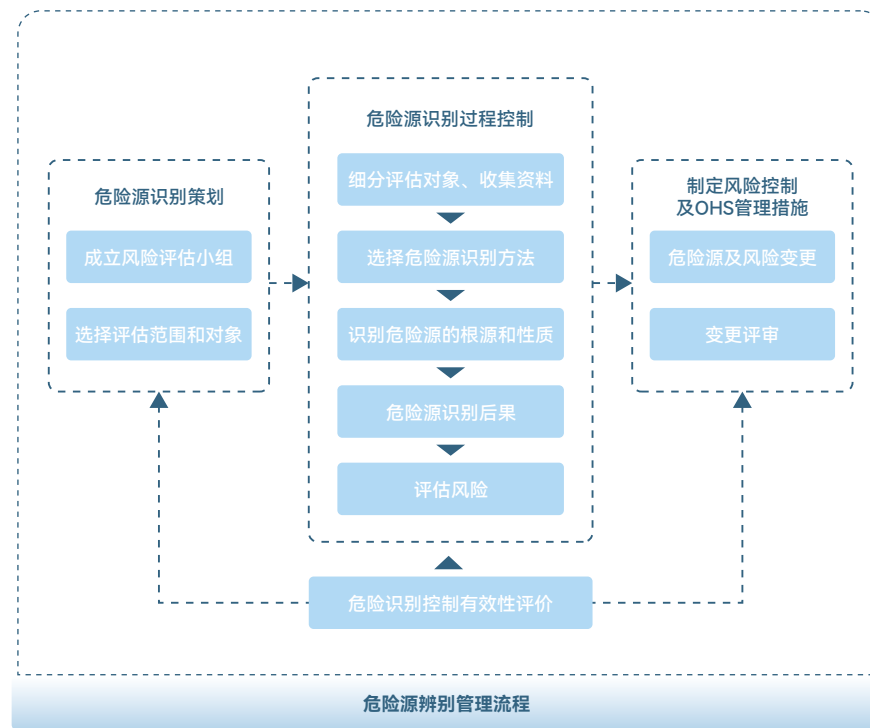 危险源识别策划
成立风险评估小组
选择评估范围和对象
危险源识别过程控制
细分评估对象、收集资料
选择危险源识别方法
识别危险源的根源和性质
危险源识别后果
评估风险
制定风险控制
及OHS管理措施
危险源及风险变更
变更评审
危险识别控制有效性评价
危险源辨别管理流程